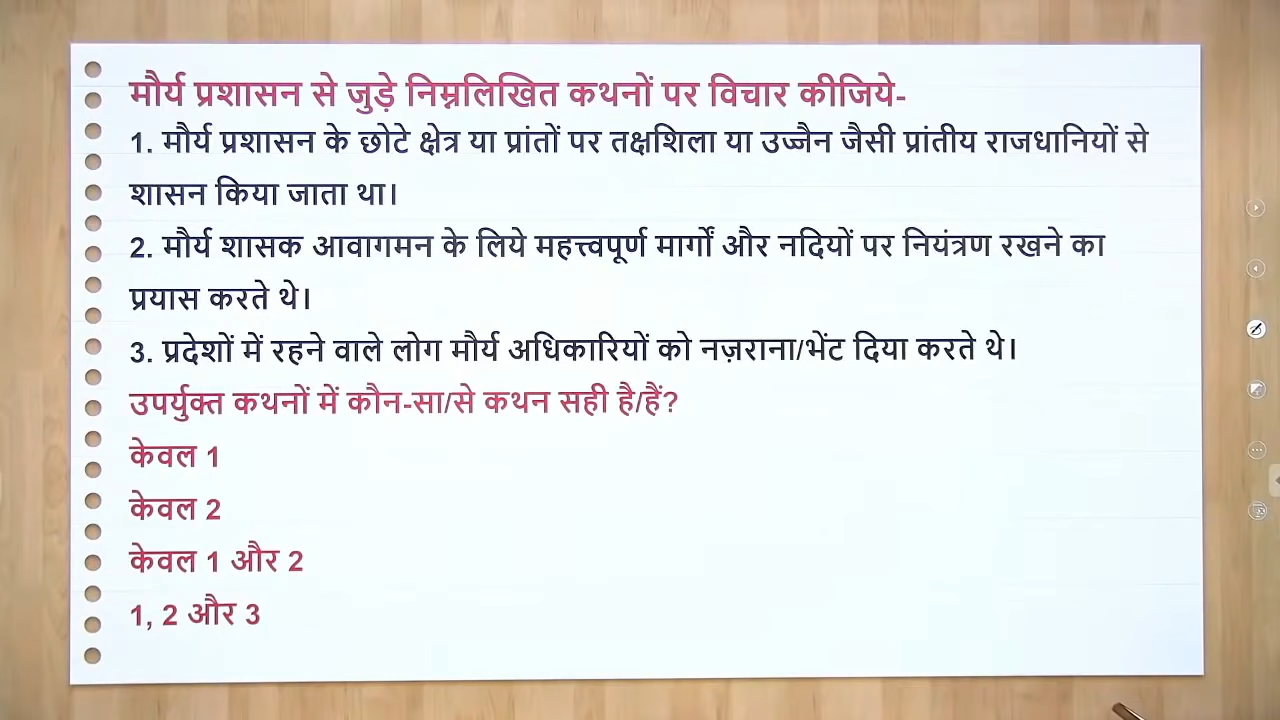 मौर्य प्रशासन से जुड़े निम्नलिखित कथनों पर विचार कीजिये-
1. मौर्य प्रशासन के छोटे क्षेत्र या प्रांतों पर तक्षशिला या उज्जैन जैसी प्रांतीय राजधानियों से
शासन किया जाता था।
2. मौर्य शासक आवागमन के लिये महत्त्वपूर्ण मार्गों और नदियों पर नियंत्रण रखने का
प्रयास करते थे।
3. प्रदेशों में रहने वाले लोग मौर्य अधिकारियों को नज़राना/भेंट दिया करते थे।
उपर्युक्त कथनों में कौन-सा/से कथन सही है/हैं?
केवल 1
केवल 2
केवल 1 और 2
1, 2 और 3